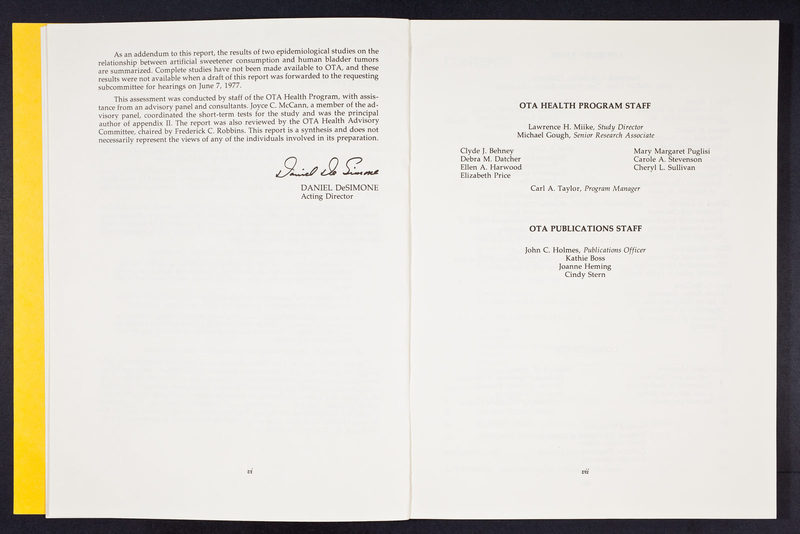 As an addendum to this report, the results of two epidemiological studies on the
relationship between artificial sweetener consumption and human bladder tumors
are summarized. Complete studies have not been made available to OTA, and these
results were not available when a draft of this report was forwarded to the requesting
subcommittee for hearings on June 7, 1977.
This assessment was conducted by staff of the OTA Health Program, with assis-
tance from an advisory panel and consultants. Joyce C. McCann, a member of the ad-
visory panel, coordinated the short-term tests for the study and was the principal
author of appendix II. The report was also reviewed by the OTA Health Advisory
Committee, chaired by Frederick C. Robbins. This report is a synthesis and does not
necessarily represent the views of any of the individuals involved in its preparation.
Daniel De Simone
DANIEL DeSIMONE
Acting Director
vi
OTA HEALTH PROGRAM STAFF
Lawrence H. Miike, Study Director
Michael Gough, Senior Research Associate
Clyde J. Behney
Debra M. Datcher
Ellen A. Harwood
Elizabeth Price
Mary Margaret Puglisi
Carole A. Stevenson
Cheryl L. Sullivan
Carl A. Taylor, Program Manager
OTA PUBLICATIONS STAFF
John C. Holmes, Publications Officer
Kathie Boss
Joanne Heming
Cindy Stern
vii